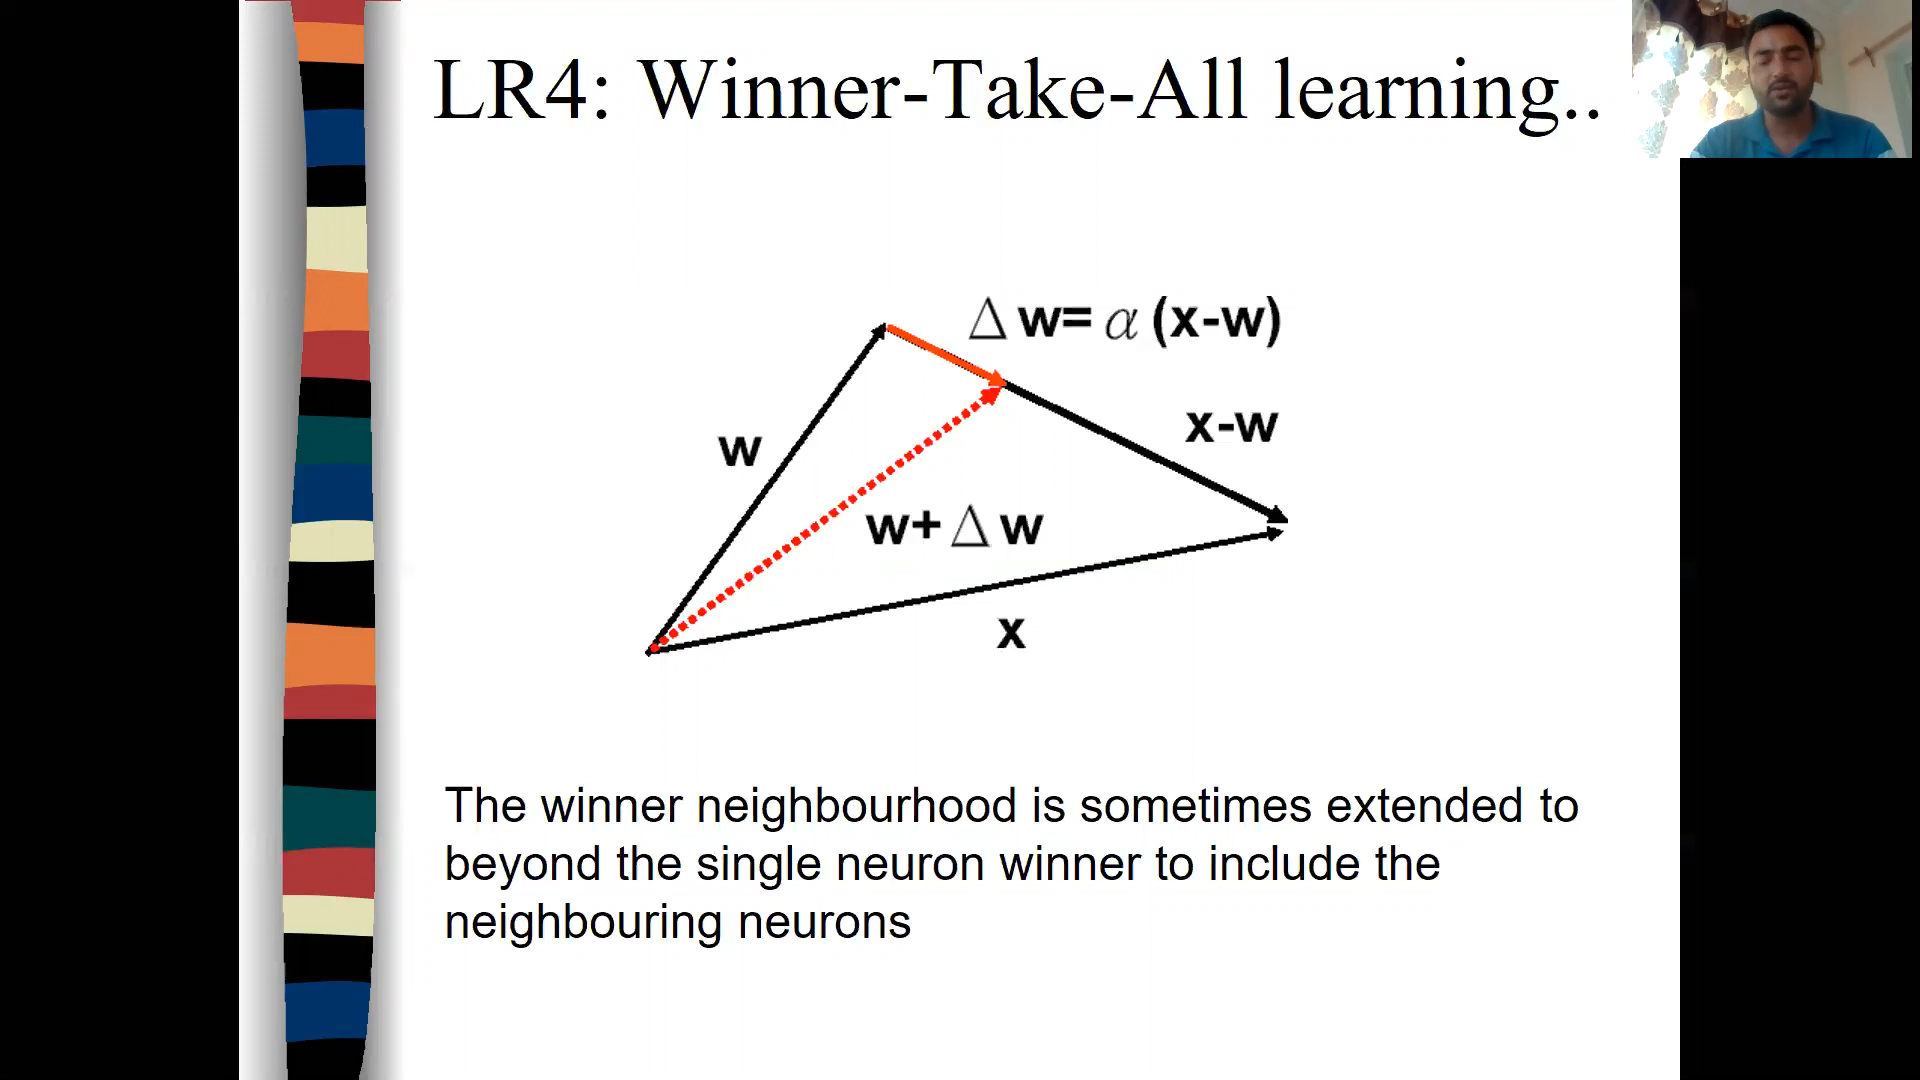 LR4: Winner-Take-All learning..
Δ w= α (x-w)
x-w
w
w+ Δ w
x
The winner neighbourhood is sometimes extended to
beyond the single neuron winner to include the
neighbouring neurons